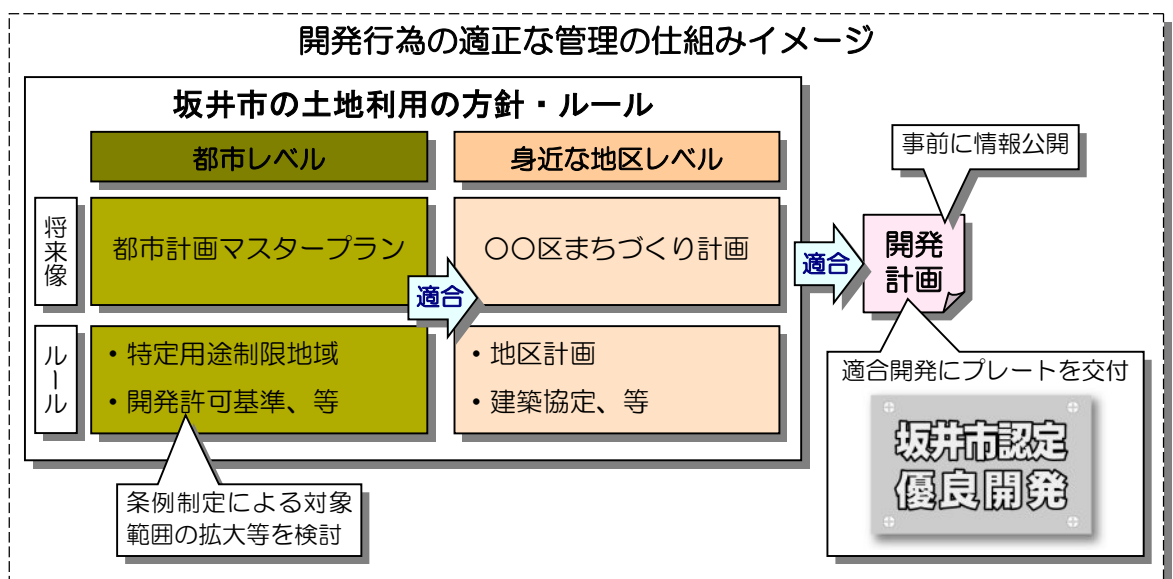 開発行為の適正な管理の仕組みイメージ
坂井市の土地利用の方針・ルール
都市レベル
身近な地区レベル
将来像
都市計画マスタープラン
適合
〇〇区まちづくり計画
ルール
・特定用途制限地域
・開発許可基準、等
・地区計画
・建築協定、等
条例制定による対象
範囲の拡大等を検討
適合
事前に情報公開
開発
計画
適合開発にプレートを交付
坂井市認定
優良開発